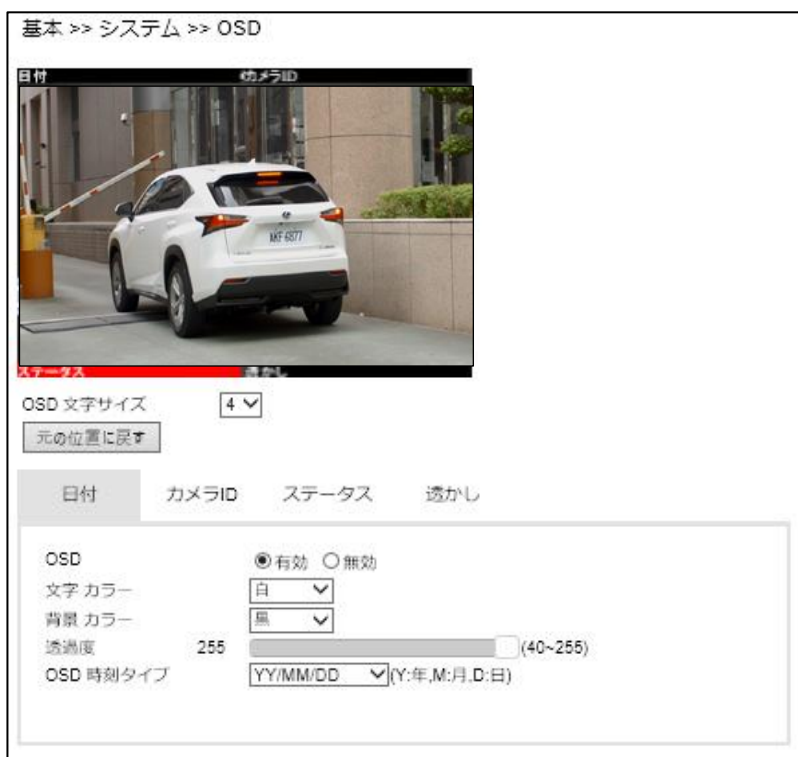 基本 >> システム >> OSD
日付 カメラID
ステータス 透かし
OSD 文字サイズ 4
元の位置に戻す
日付 カメラID ステータス 透かし
OSD 有効 無効
文字 カラー 白
背景 カラー 黒
透過度 255 (40~255)
OSD 時刻タイプ YY/MM/DD (Y:年,M:月,D:日)